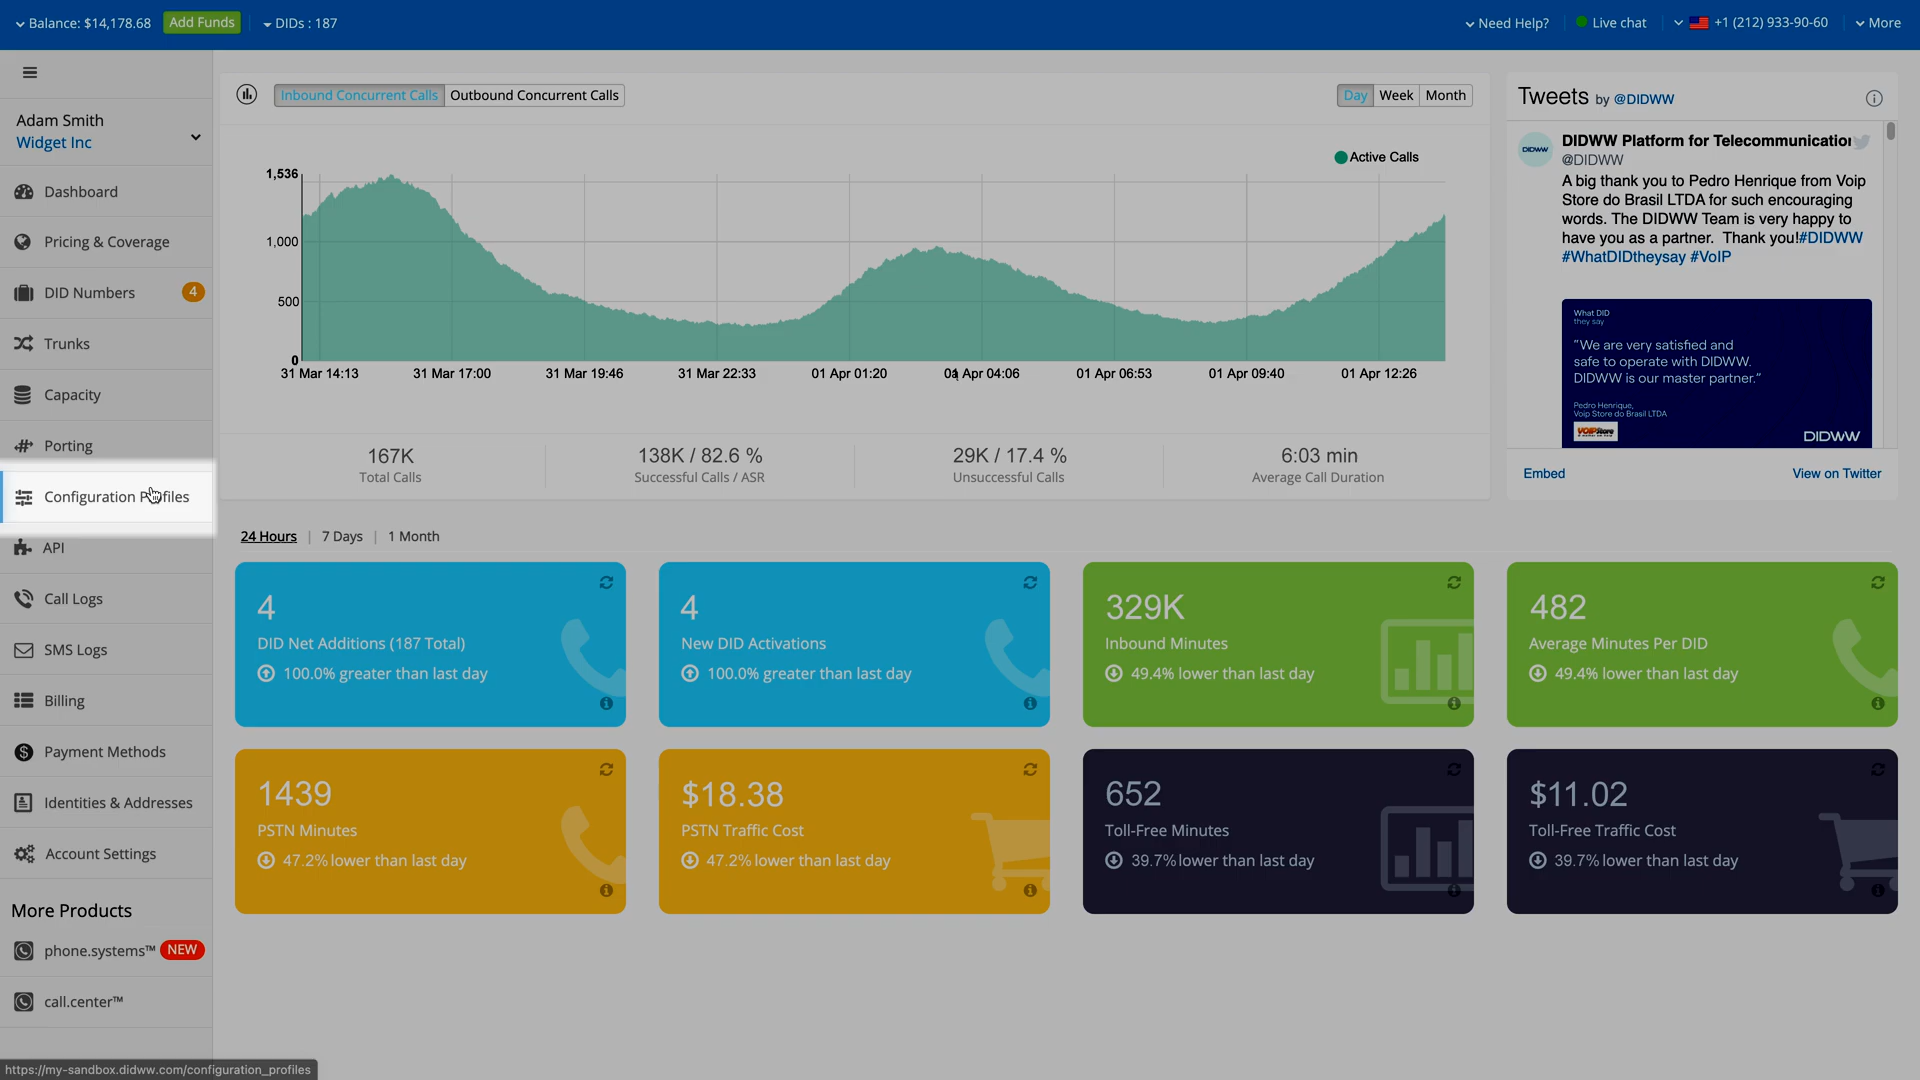 Balance: $14,178.68 Add Funds DIDs : 187 Need Help? Live chat +1 (212) 933-90-60 More
Adam Smith
Widget Inc
Dashboard
Pricing & Coverage
DID Numbers 4
Trunks
Capacity
Porting
Configuration Profiles
API
Call Logs
SMS Logs
Billing
Payment Methods
Identities & Addresses
Account Settings
More Products
phone.systems™ NEW
call.center™
https://my-sandbox.didww.com/configuration_profiles
Inbound Concurrent Calls Outbound Concurrent Calls Day Week Month
Active Calls
1,536
1,000
500
0
31 Mar 14:13 31 Mar 17:00 31 Mar 19:46 31 Mar 22:33 01 Apr 01:20 01 Apr 04:06 01 Apr 06:53 01 Apr 09:40 01 Apr 12:26
167K 138K / 82.6 % 29K / 17.4 % 6:03 min
Total Calls Successful Calls / ASR Unsuccessful Calls Average Call Duration
Tweets by @DIDWW
DIDWW
DIDWW Platform for Telecommunication
@DIDWW
A big thank you to Pedro Henrique from Voip
Store do Brasil LTDA for such encouraging
words. The DIDWW Team is very happy to
have you as a partner. Thank you!#DIDWW
#WhatDIDtheysay #VoIP
What DID
they say
"We are very satisfied and
safe to operate with DIDWW.
DIDWW is our master partner."
Pedro Henrique,
Voip Store do Brasil LTDA
VOIPStore
DIDWW
Embed View on Twitter
24 Hours | 7 Days | 1 Month
4
DID Net Additions (187 Total)
100.0% greater than last day
4
New DID Activations
100.0% greater than last day
329K
Inbound Minutes
49.4% lower than last day
482
Average Minutes Per DID
49.4% lower than last day
1439
PSTN Minutes
47.2% lower than last day
$18.38
PSTN Traffic Cost
47.2% lower than last day
652
Toll-Free Minutes
39.7% lower than last day
$11.02
Toll-Free Traffic Cost
39.7% lower than last day